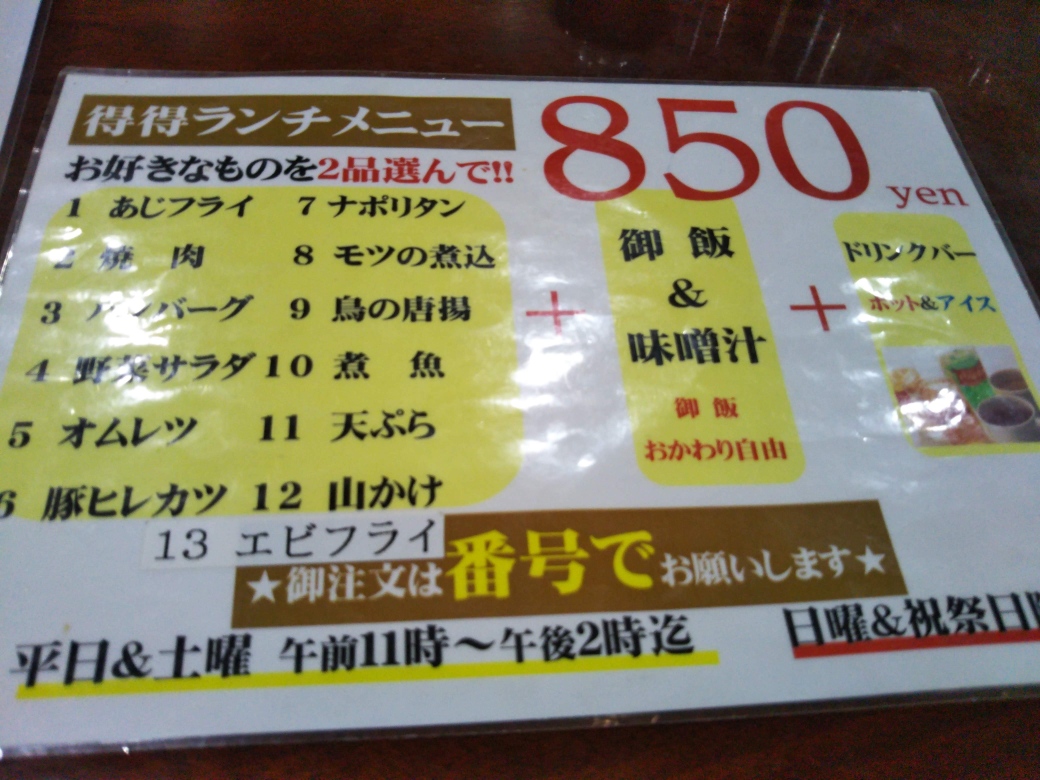 得得ランチメニュー
850 yen
お好きなものを2品選んで!!
1 あじフライ
2 焼 肉
3 ハンバーグ
4 野菜サラダ
5 オムレツ
6 豚ヒレカツ
7 ナポリタン
8 モツの煮込
9 鳥の唐揚
10 煮 魚
11 天ぷら
12 山かけ
13 エビフライ
+
御 飯
&
味噌汁
御 飯
おかわり自由
+
ドリンクバー
ホット&アイス
★御注文は番号でお願いします★
平日&土曜 午前11時～午後2時迄
日曜&祝祭日